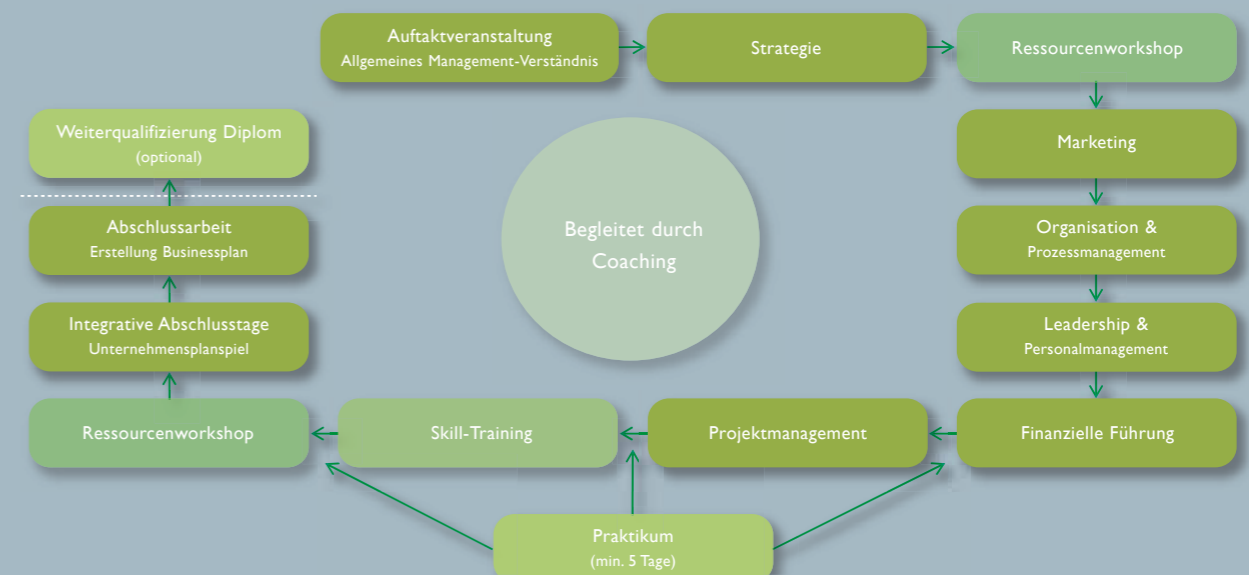 Auftaktveranstaltung
Allgemeines Management-Verständnis
Strategie
Ressourcenworkshop
Weiterqualifizierung Diplom
(optional)
Marketing
Abschlussarbeit
Erstellung Businessplan
Begleitet durch
Coaching
Organisation &
Prozessmanagement
Integrative Abschlusstage
Unternehmensplanspiel
Leadership &
Personalmanagement
Ressourcenworkshop
Skill-Training
Projektmanagement
Finanzielle Führung
Praktikum
(min. 5 Tage)